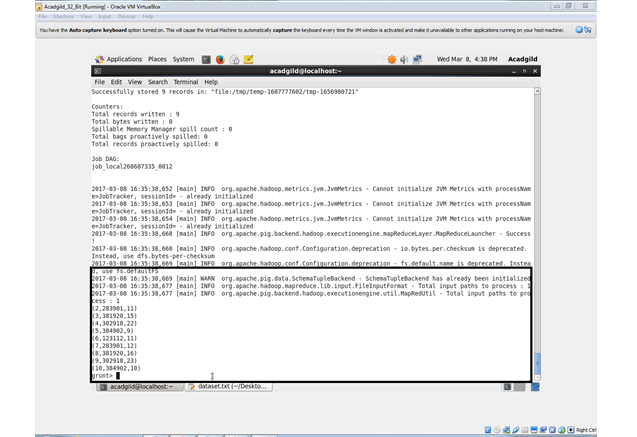 Acadgild_32_Bit [Running] - Oracle VM VirtualBox
File Machine View Input Devices Help
You have the Auto capture keyboard option turned on. This will cause the Virtual Machine to automatically capture the keyboard every time the VM window is activated and make it unavailable to other applications running on your host machine:
Applications Places System Wed Mar 8, 4:38 PM Acadgild
acadgild@localhost:~
File Edit View Search Terminal Help
Successfully stored 9 records in: "file:/tmp/temp-1607777602/tmp-1656900721"
Counters:
Total records written : 9
Total bytes written : 0
Spillable Memory Manager spill count : 0
Total bags proactively spilled: 0
Total records proactively spilled: 0
Job DAG:
job_local268687335_0012
2017-03-08 16:35:38,652 [main] INFO org.apache.hadoop.metrics.jvm.JvmMetrics - Cannot initialize JVM Metrics with processNam
e=JobTracker, sessionId= - already initialized
2017-03-08 16:35:38,653 [main] INFO org.apache.hadoop.metrics.jvm.JvmMetrics - Cannot initialize JVM Metrics with processNam
e=JobTracker, sessionId= - already initialized
2017-03-08 16:35:38,654 [main] INFO org.apache.hadoop.metrics.jvm.JvmMetrics - Cannot initialize JVM Metrics with processNam
e=JobTracker, sessionId= - already initialized
2017-03-08 16:35:38,668 [main] INFO org.apache.pig.backend.hadoop.executionengine.mapReduceLayer.MapReduceLauncher - Success
!
2017-03-08 16:35:38,668 [main] INFO org.apache.hadoop.conf.Configuration.deprecation - io.bytes.per.checksum is deprecated.
Instead, use dfs.bytes-per-checksum
2017-03-08 16:35:38,669 [main] INFO org.apache.hadoop.conf.Configuration.deprecation - fs.default.name is deprecated. Instea
d, use fs.defaultFS
2017-03-08 16:35:38,669 [main] WARN org.apache.pig.data.SchemaTupleBackend - SchemaTupleBackend has already been initialized
2017-03-08 16:35:38,677 [main] INFO org.apache.hadoop.mapreduce.lib.input.FileInputFormat - Total input paths to process : 1
2017-03-08 16:35:38,677 [main] INFO org.apache.pig.backend.hadoop.executionengine.util.MapRedUtil - Total input paths to pro
cess : 1
(2,283901,11)
(3,381920,15)
(4,302918,22)
(5,384902,9)
(6,123112,11)
(7,283901,12)
(8,381920,16)
(9,302918,23)
(10,384902,10)
grunt>
acadgild@localhost:~ dataset.txt (~/Deskto...
Right Ctrl